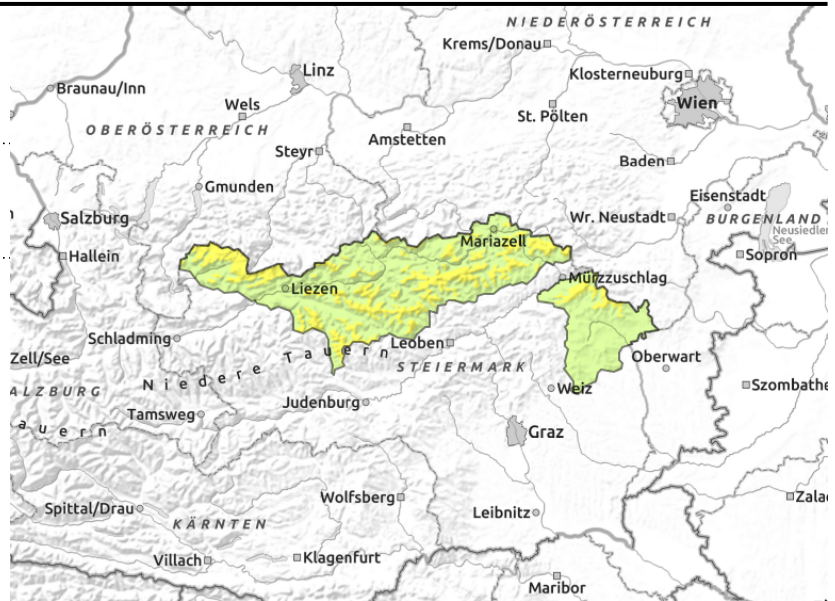 NIEDERÖSTERREICH
Krems/Donau
Linz
Klosterneuburg
Braunau/Inn
Wels
Wien
St. Pölten
OBERÖSTERREICH
Amstetten
Steyr
Baden
Gmunden
Eisenstadt
Salzburg
Wr. Neustadt
BURGENLAND
Neusiedler
See
Mariazell
Hallein
Sopron
Mürzzuschlag
Liezen
Schladming
Leoben
Zell/See
Niedere Tauern
STEIERMARK
Oberwart
ALZBURG
Weiz
Szombathe
Judenburg
Tamsweg
auern
Graz
Wolfsberg
Zala
Spittal/Drau
Leibnitz
KÄRNTEN
Villach
Klagenfurt
Maribor